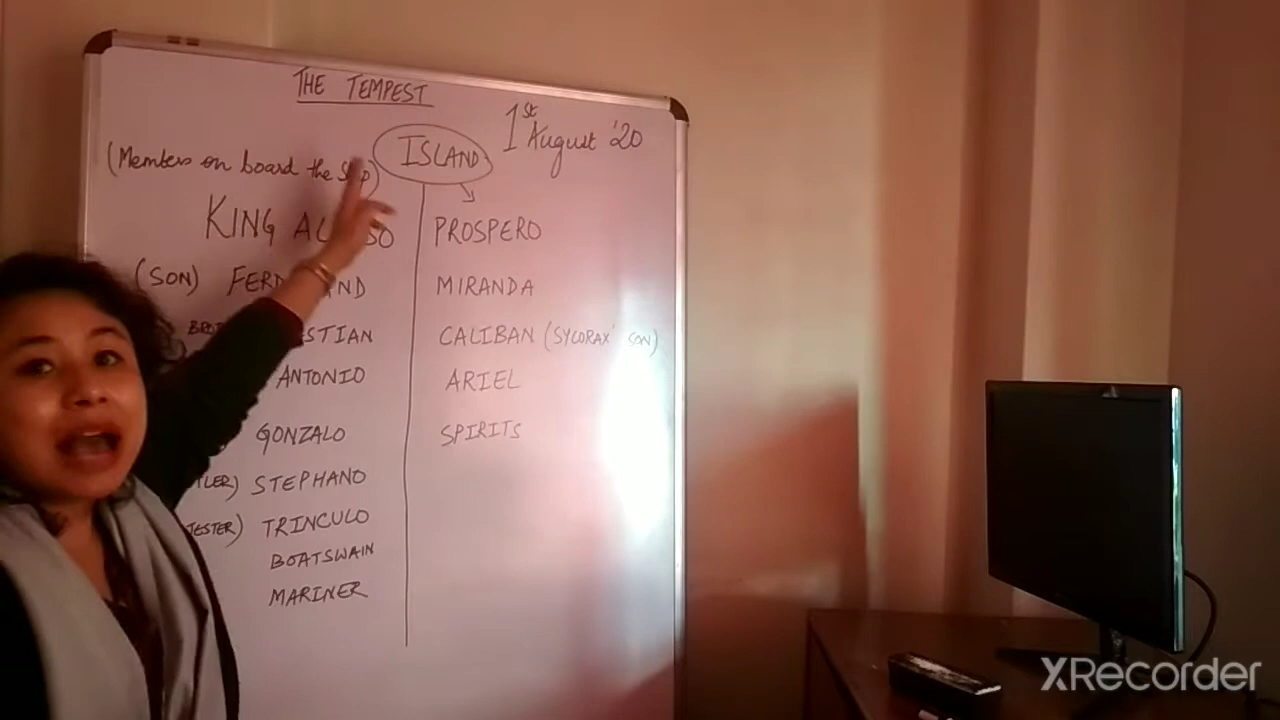 THE TEMPEST
1st August '20
ISLAND
(Members on board the
KING
(SON)
ANTONIO
GONZALO
STEPHANO
TRINCULO
BOATSWAIN
MARINER
PROSPERO
MIRANDA
CALIBAN (SYCORAX' SON)
ARIEL
SPIRITS
XRecorder